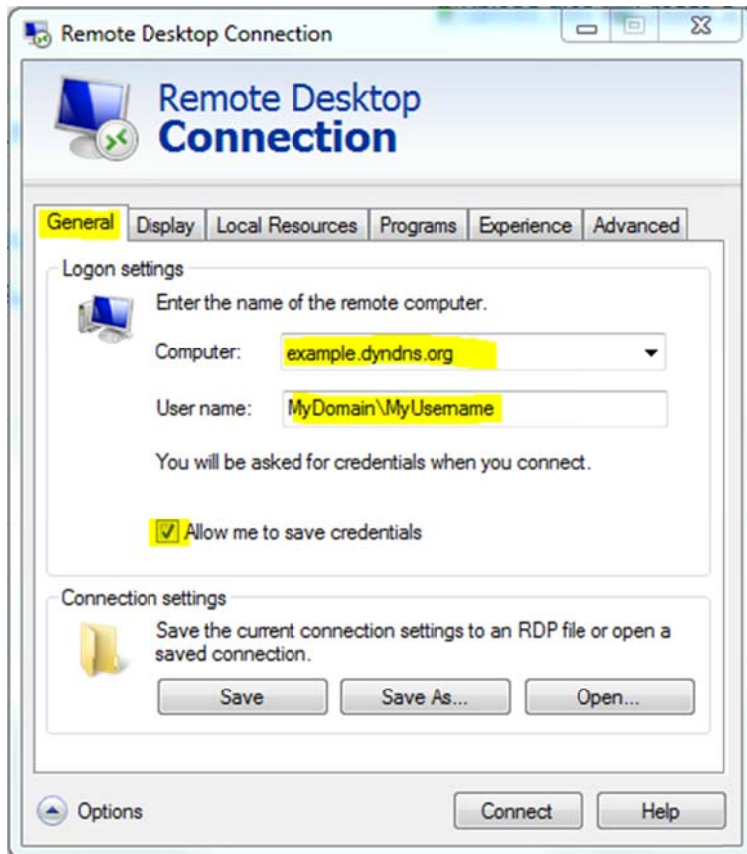 Remote Desktop Connection
Remote Desktop
Connection
General Display Local Resources Programs Experience Advanced
Logon settings
Enter the name of the remote computer.
Computer: example.dyndns.org
User name: MyDomain\MyUsername
You will be asked for credentials when you connect.
Allow me to save credentials
Connection settings
Save the current connection settings to an RDP file or open a
saved connection.
Save Save As... Open...
Options Connect Help